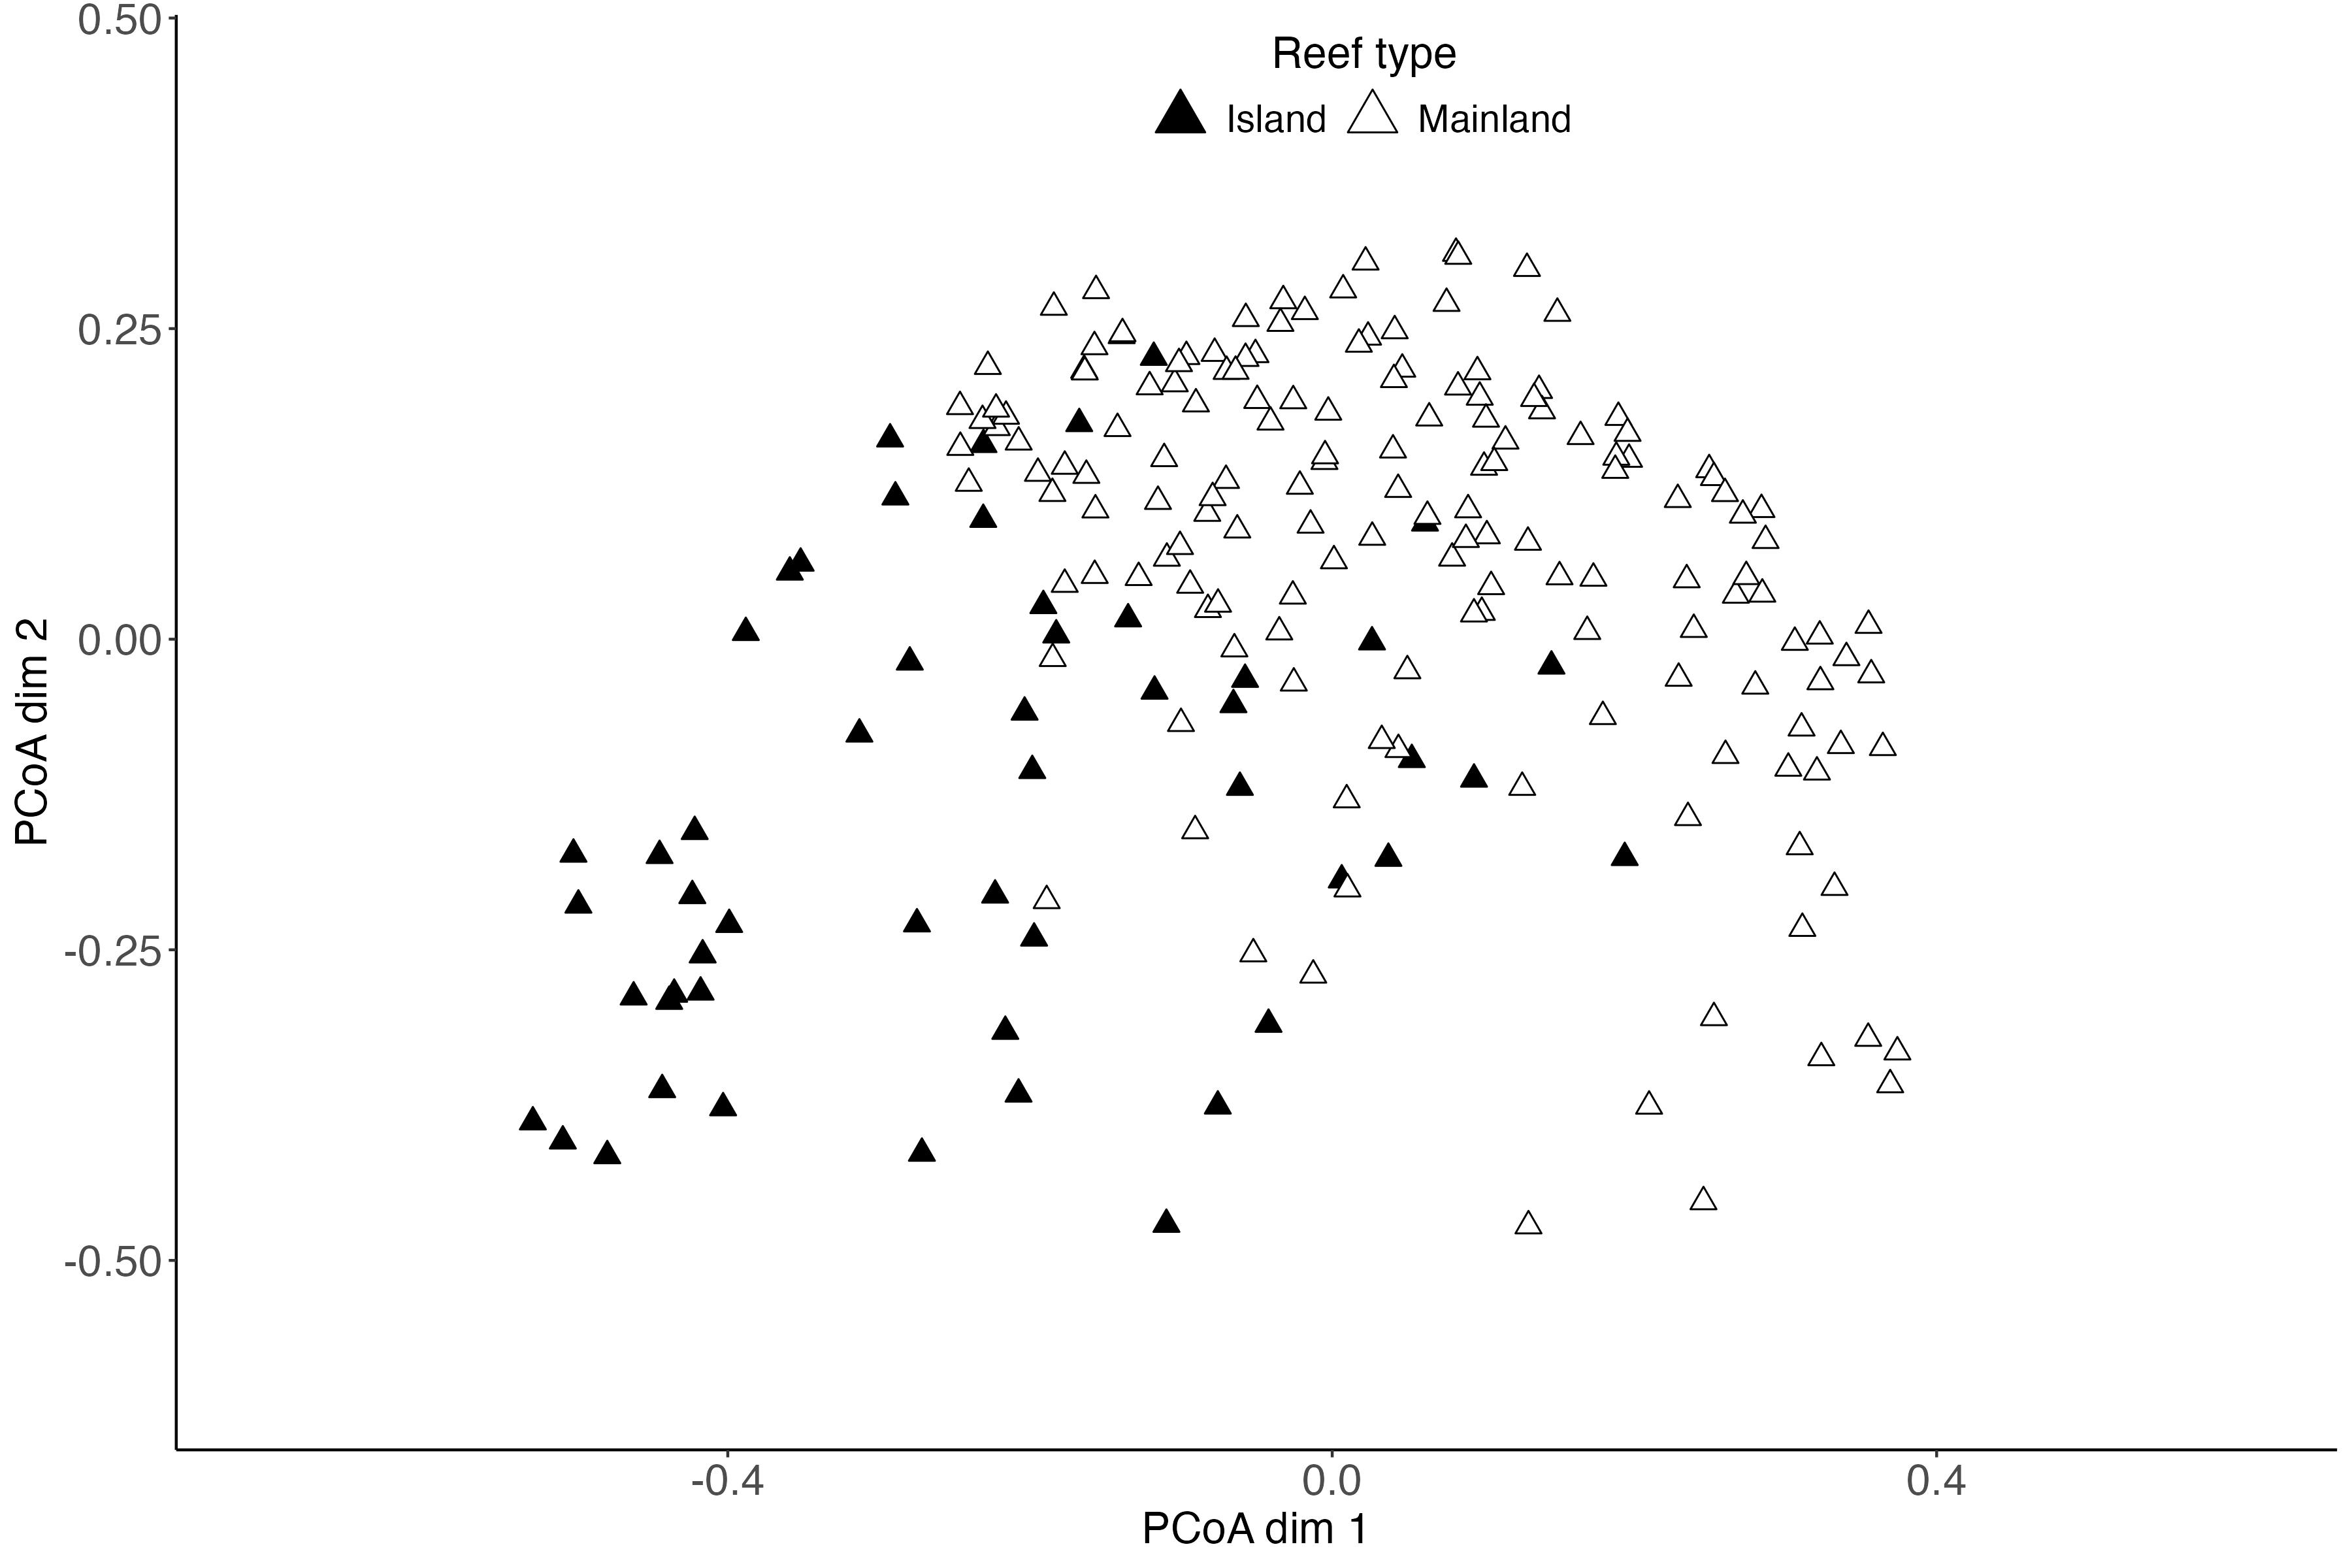 Reef type
Island Mainland
0.50
0.25
0.00
-0.25
-0.50
PCoA dim 2
-0.4 0.0 0.4
PCoA dim 1